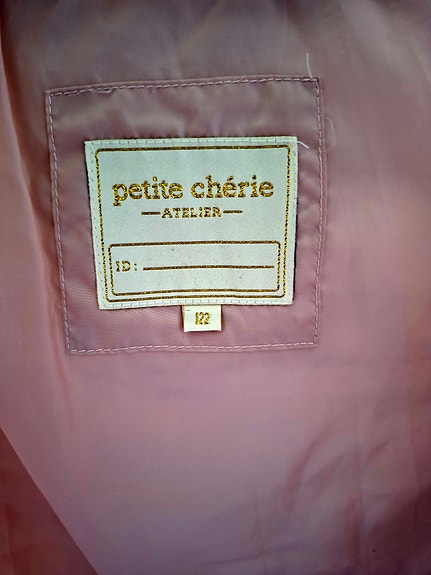 petite chérie
ATELIER
ID:
122